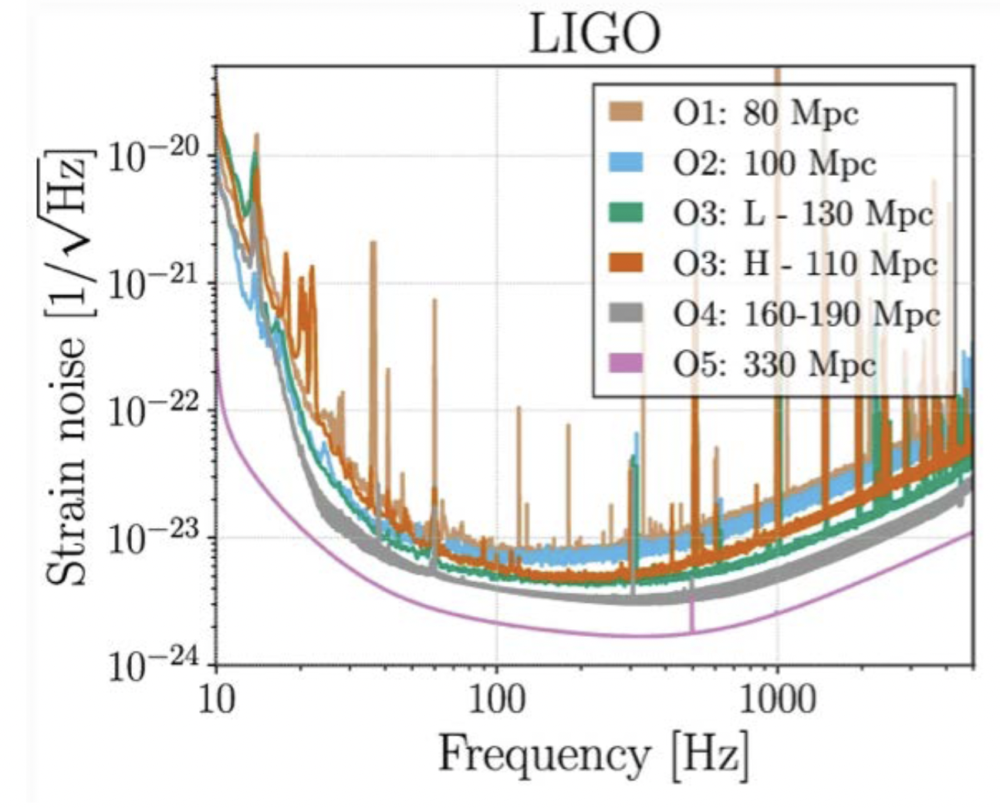 LIGO
Strain noise [1/√Hz]
10⁻²⁰
10⁻²¹
10⁻²²
10⁻²³
10⁻²⁴
O1: 80 Mpc
O2: 100 Mpc
O3: L - 130 Mpc
O3: H - 110 Mpc
O4: 160-190 Mpc
O5: 330 Mpc
10 100 1000
Frequency [Hz]